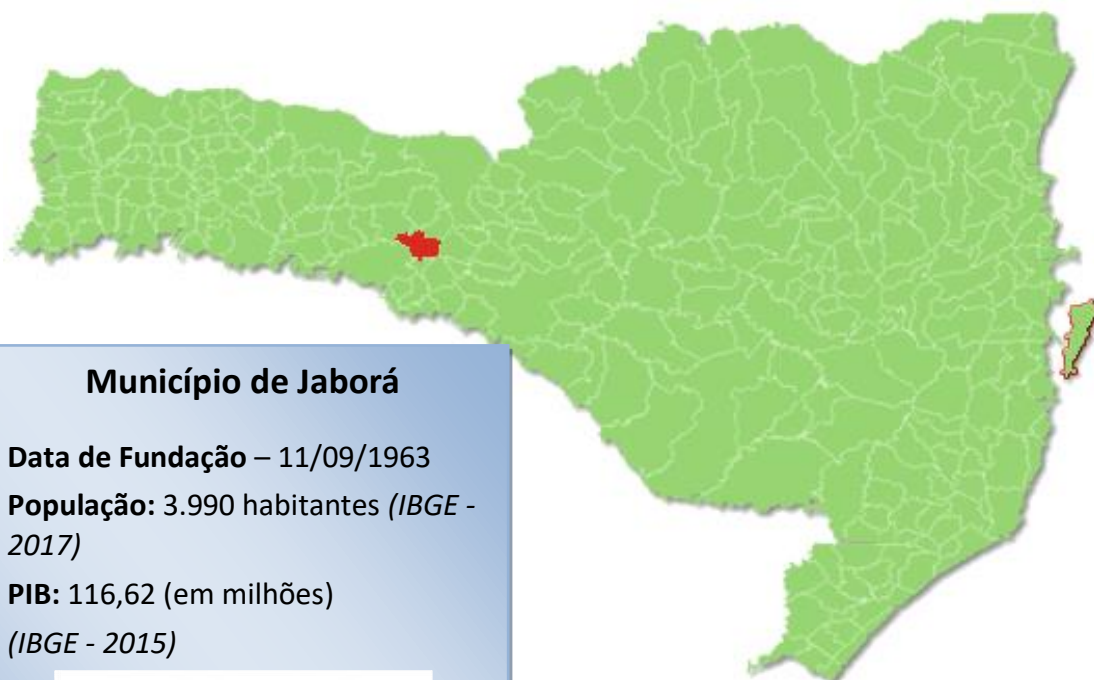 Município de Jaborá
Data de Fundação – 11/09/1963
População: 3.990 habitantes (IBGE -
2017)
PIB: 116,62 (em milhões)
(IBGE - 2015)